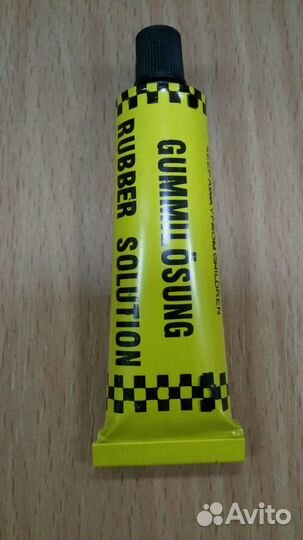 KEEP AWAY FROM CHILDREN
GUMMILÖSUNG
RUBBER SOLUTION
Avito